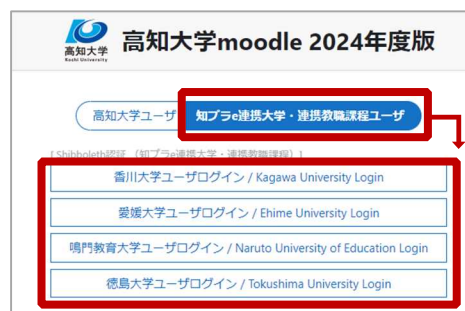 高知大学
Kochi University
高知大学moodle 2024年度版
高知大学ユーザ
知プラe連携大学・連携教職課程ユーザ
[ Shibboleth認証 （知プラe連携大学・連携教職課程） ]
香川大学ユーザログイン / Kagawa University Login
愛媛大学ユーザログイン / Ehime University Login
鳴門教育大学ユーザログイン / Naruto University of Education Login
徳島大学ユーザログイン / Tokushima University Login